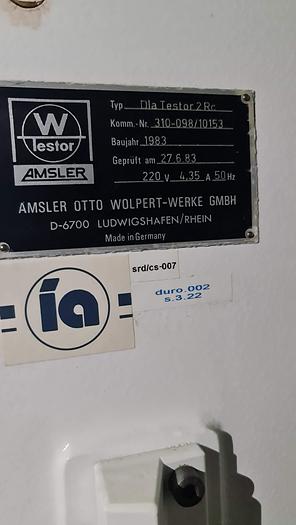 W
Testor
AMSLER
Typ Dia Testor 2 Rc
Komm.-Nr. 310-098/10153
Baujahr 1983
Geprüft am 27.6.83
220 V 4,35 A 50 Hz
AMSLER OTTO WOLPERT-WERKE GMBH
D-6700 LUDWIGSHAFEN/RHEIN
Made in Germany
srd/cs-007
ia
duro.002
s.3.22